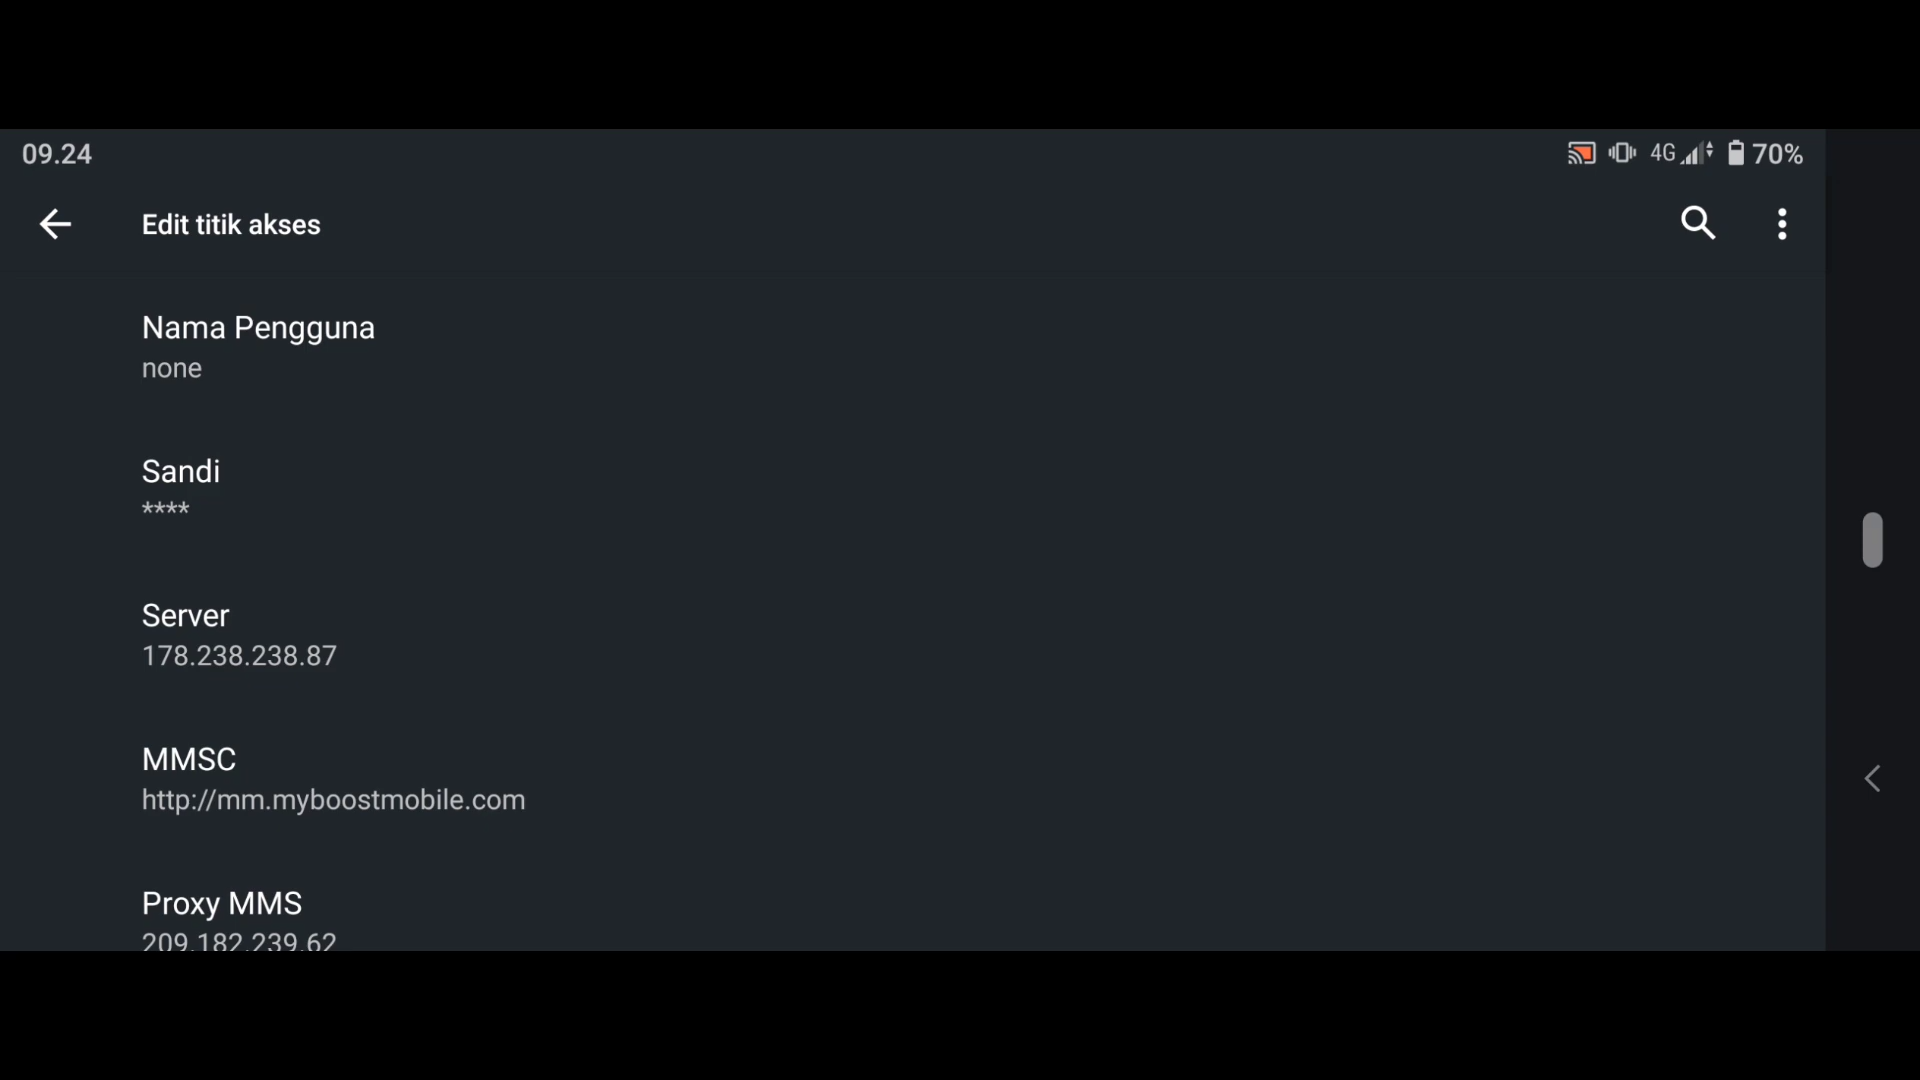 09.24
4G 70%
Edit titik akses
Nama Pengguna
none
Sandi
****
Server
178.238.238.87
MMSC
http://mm.myboostmobile.com
Proxy MMS
209.182.239.62